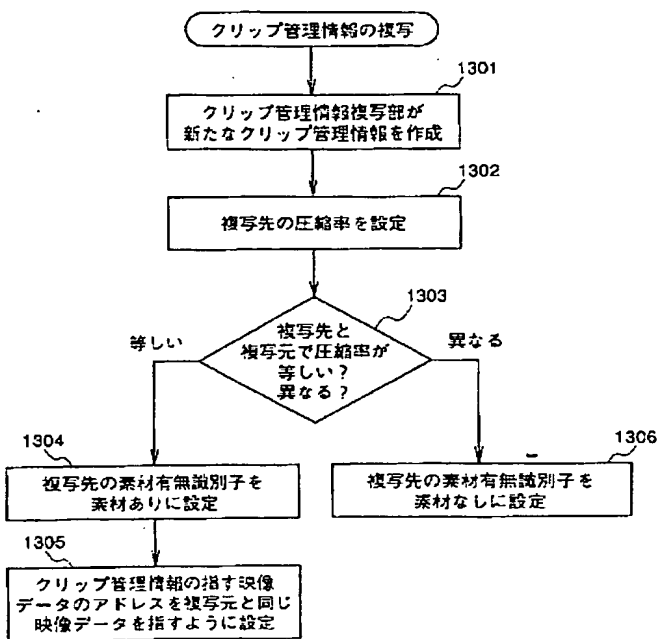 クリップ管理情報の複写
1301
クリップ管理情報複写部が
新たなクリップ管理情報を作成
1302
複写先の圧縮率を設定
1303
複写先と
複写元で圧縮率が
等しい？
異なる？
等しい
異なる
1304
複写先の素材有無識別子を
素材ありに設定
1306
複写先の素材有無識別子を
素材なしに設定
1305
クリップ管理情報の指す映像
データのアドレスを複写元と同じ
映像データを指すように設定